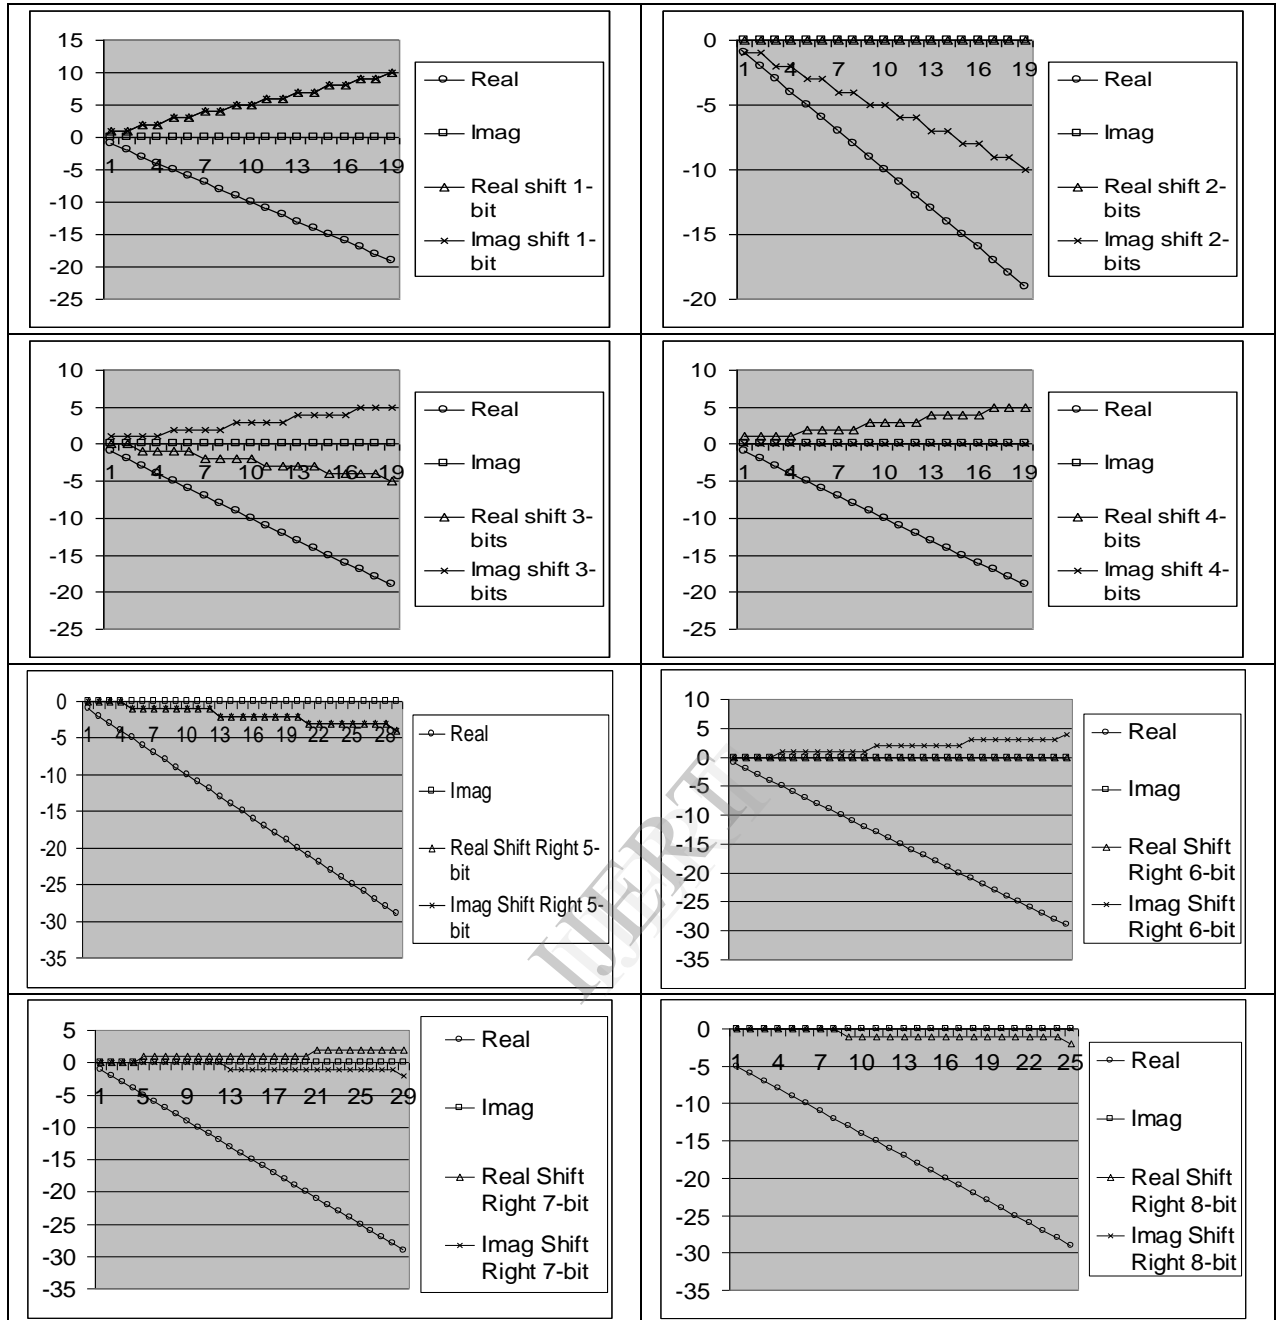 15
10
5
0
-5
-10
-15
-20
-25
1 4 7 10 13 16 19
Real
Imag
Real shift 1-
bit
Imag shift 1-
bit
0
-5
-10
-15
-20
1 4 7 10 13 16 19
Real
Imag
Real shift 2-
bits
Imag shift 2-
bits
10
5
0
-5
-10
-15
-20
-25
1 4 7 10 13 16 19
Real
Imag
Real shift 3-
bits
Imag shift 3-
bits
10
5
0
-5
-10
-15
-20
-25
1 4 7 10 13 16 19
Real
Imag
Real shift 4-
bits
Imag shift 4-
bits
0
-5
-10
-15
-20
-25
-30
-35
1 4 7 10 13 16 19 22 25 28
Real
Imag
Real Shift Right 5-
bit
Imag Shift Right 5-
bit
10
5
0
-5
-10
-15
-20
-25
-30
-35
Real
Imag
Real Shift
Right 6-bit
Imag Shift
Right 6-bit
IJERT
5
0
-5
-10
-15
-20
-25
-30
-35
1 5 9 13 17 21 25 29
Real
Imag
Real Shift
Right 7-bit
Imag Shift
Right 7-bit
0
-5
-10
-15
-20
-25
-30
-35
1 4 7 10 13 16 19 22 25
Real
Imag
Real Shift
Right 8-bit
Imag Shift
Right 8-bit